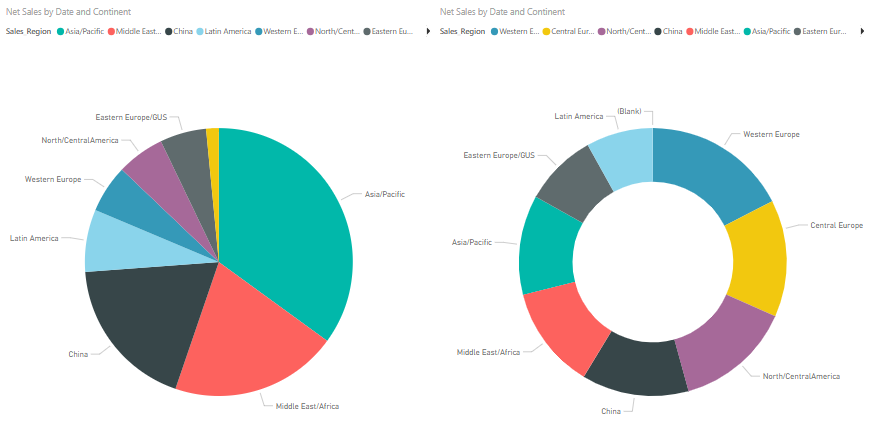 Net Sales by Date and Continent
Sales Region Asia/Pacific Middle East... China Latin America Western E... North/Cent... Eastern Eu...
Eastern Europe/GUS
North/CentralAmerica
Western Europe
Asia/Pacific
Latin America
China
Middle East/Africa
Net Sales by Date and Continent
Sales Region Western E... Central Eur... North/Cent... China Middle East... Asia/Pacific Eastern Eur...
(Blank)
Latin America
Western Europe
Eastern Europe/GUS
Central Europe
Asia/Pacific
Middle East/Africa
North/CentralAmerica
China